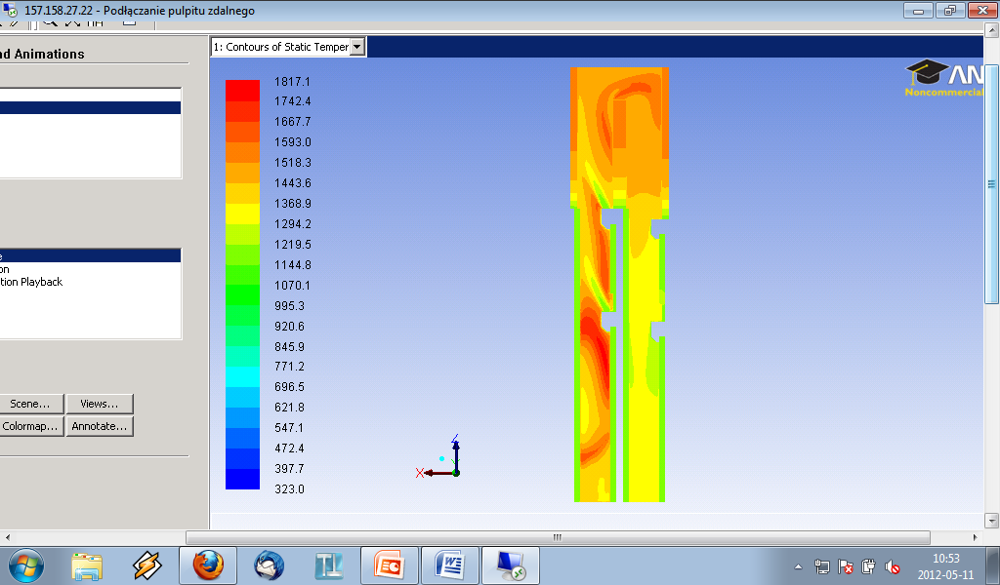 157.158.27.22 - Podłączanie pulpitu zdalnego
nd Animations
1: Contours of Static Temper
AN
Noncommercial
1817.1
1742.4
1667.7
1593.0
1518.3
1443.6
1368.9
1294.2
1219.5
1144.8
1070.1
995.3
920.6
845.9
771.2
696.5
621.8
547.1
472.4
397.7
323.0
e
on
tion Playback
Scene... Views...
Colormap... Annotate...
Z
X
TL
W
10:53
2012-05-11